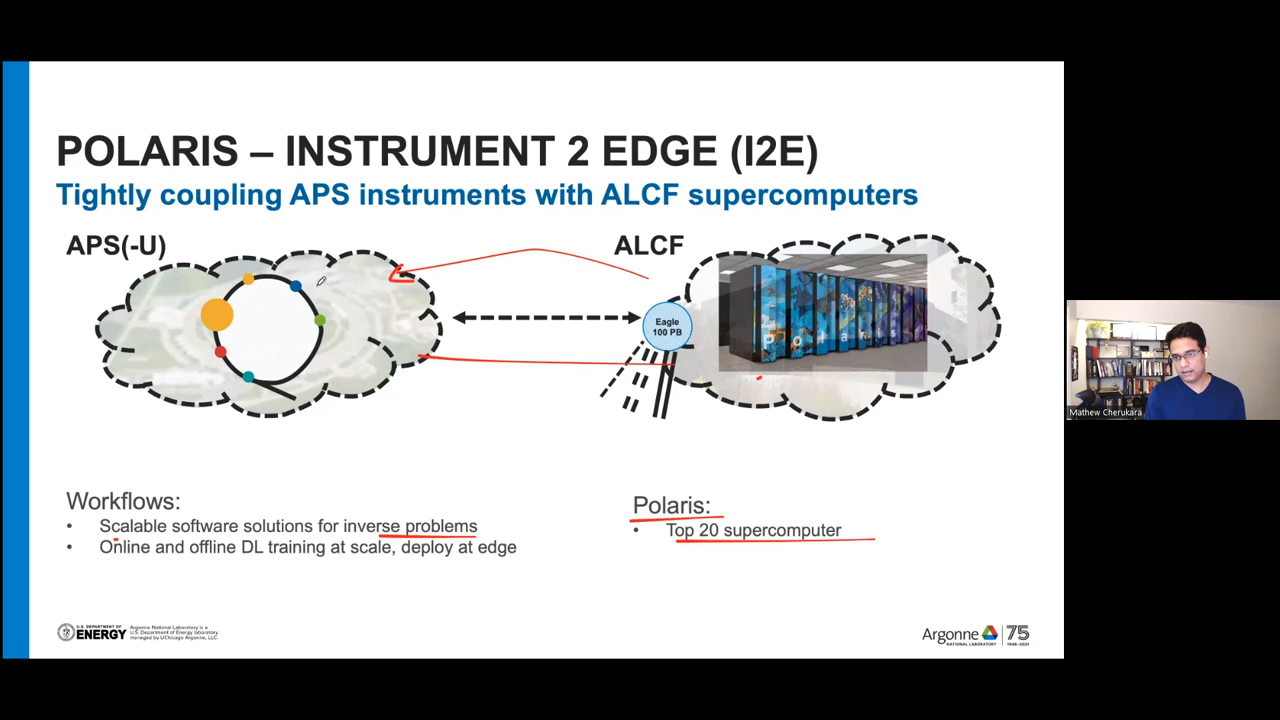 POLARIS – INSTRUMENT 2 EDGE (I2E)
Tightly coupling APS instruments with ALCF supercomputers
APS(-U)
ALCF
Eagle
100 PB
Polaris
Workflows:
• Scalable software solutions for inverse problems
• Online and offline DL training at scale, deploy at edge
Polaris:
• Top 20 supercomputer
U.S. DEPARTMENT OF
ENERGY
Argonne National Laboratory is a
U.S. Department of Energy laboratory
managed by UChicago Argonne, LLC.
Argonne
NATIONAL LABORATORY
75
1946–2021
Mathew Cherukara